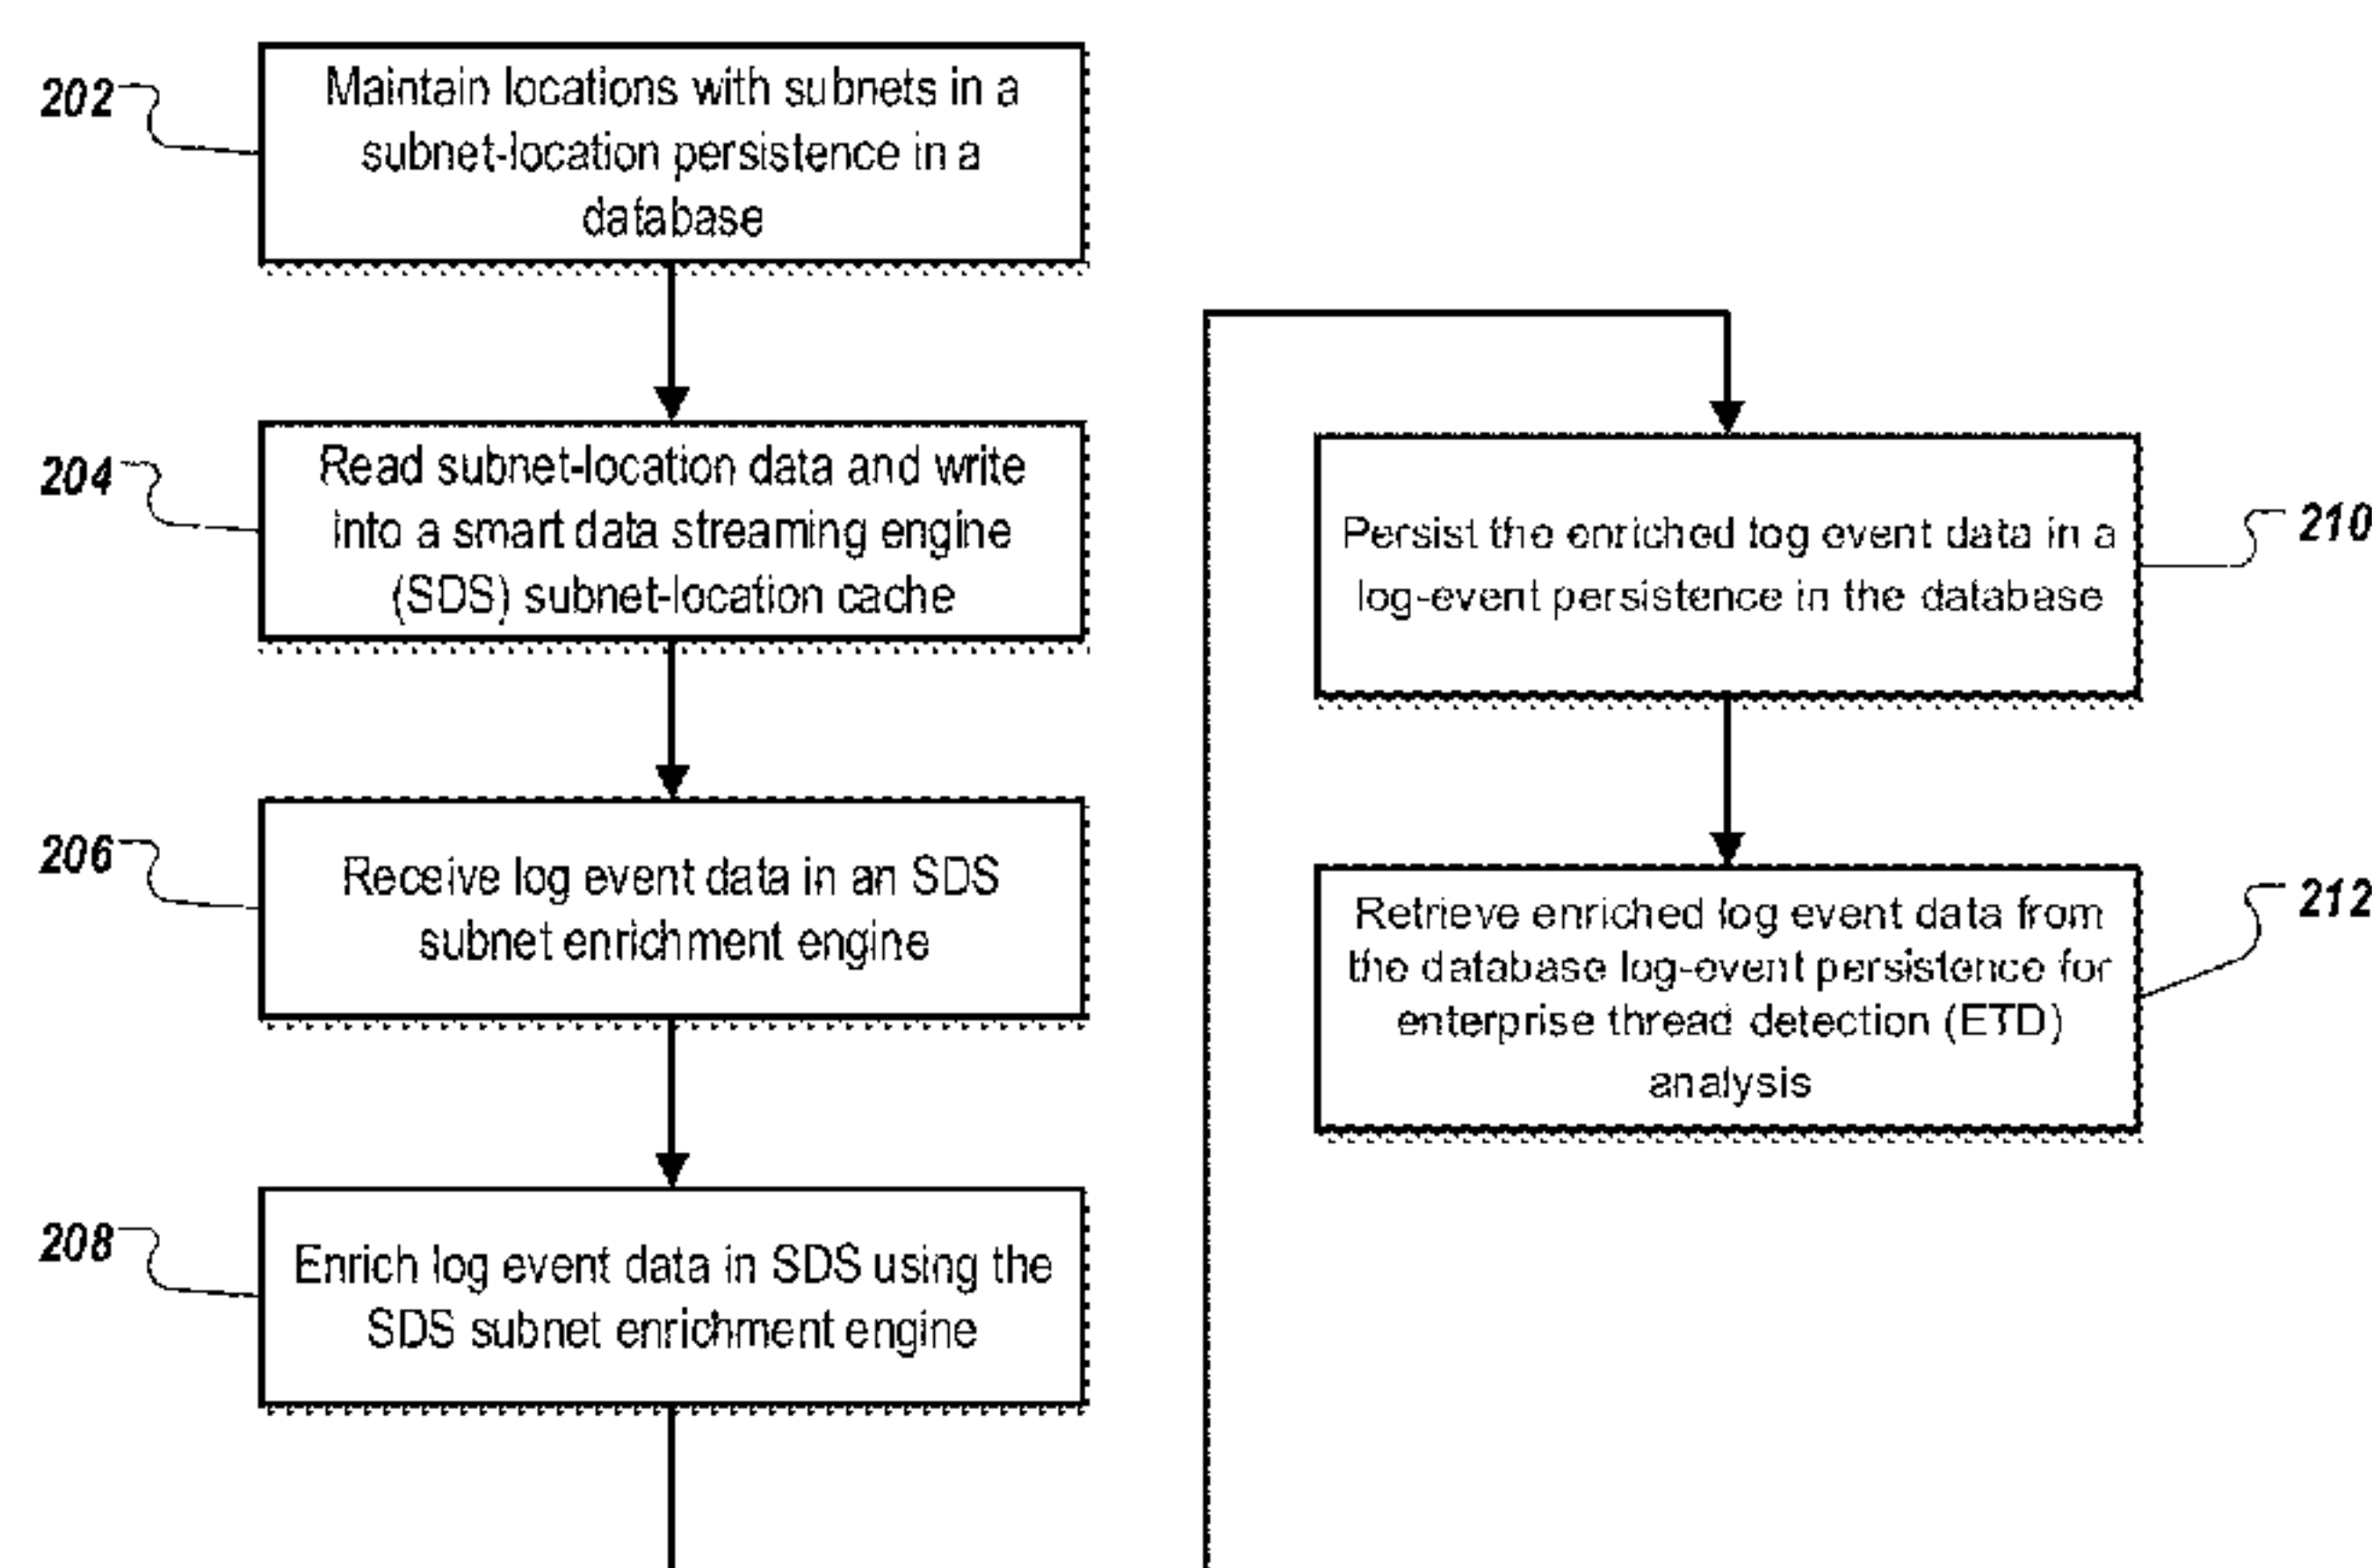 202
Maintain locations with subnets in a
subnet-location persistence in a
database
204
Read subnet-location data and write
into a smart data streaming engine
(SDS) subnet-location cache
206
Receive log event data in an SDS
subnet enrichment engine
208
Enrich log event data in SDS using the
SDS subnet enrichment engine
Persist the enriched log event data in a
log-event persistence in the database
210
Retrieve enriched log event data from
the database log-event persistence for
enterprise thread detection (ETD)
analysis
212